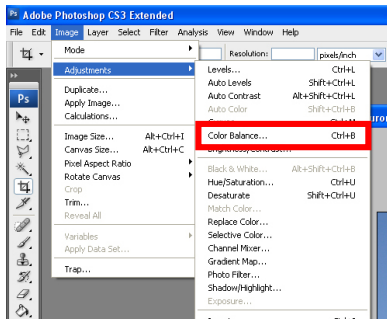 Adobe Photoshop CS3 Extended
File Edit Image Layer Select Filter Analysis View Window Help
Mode
Resolution: pixels/inch
Adjustments
Duplicate...
Apply Image...
Calculations...
Image Size... Alt+Ctrl+I
Canvas Size... Alt+Ctrl+C
Pixel Aspect Ratio
Rotate Canvas
Crop
Trim...
Reveal All
Variables
Apply Data Set...
Trap...
Levels... Ctrl+L
Auto Levels Shift+Ctrl+L
Auto Contrast Alt+Shift+Ctrl+L
Auto Color Shift+Ctrl+B
Color Balance... Ctrl+B
Black & White... Alt+Shift+Ctrl+B
Hue/Saturation... Ctrl+U
Desaturate Shift+Ctrl+U
Match Color...
Replace Color...
Selective Color...
Channel Mixer...
Gradient Map...
Photo Filter...
Shadow/Highlight...
Exposure...
Ps